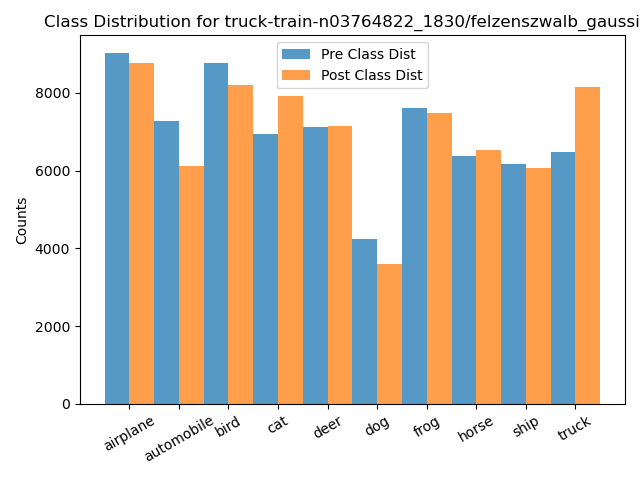 Class Distribution for truck-train-n03764822_1830/felzenszwalb_gaussi
Pre Class Dist
Post Class Dist
Counts
8000
6000
4000
2000
0
airplane
automobile
bird
cat
deer
dog
frog
horse
ship
truck